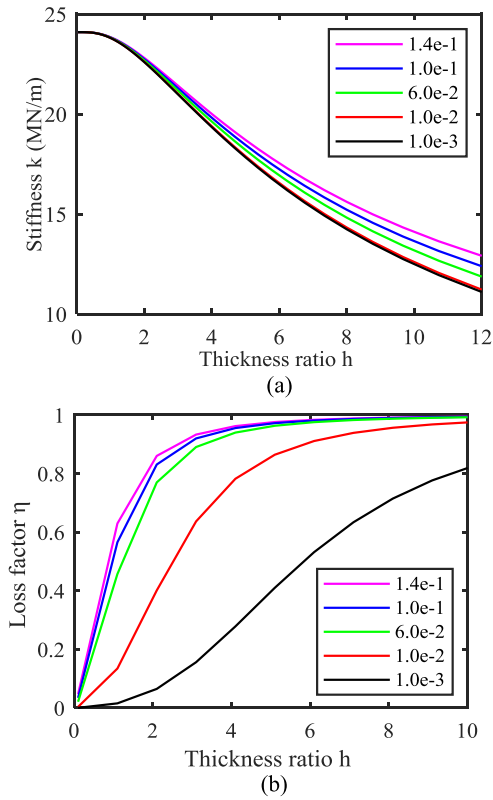 25
20
15
10
Stiffness k (MN/m)
1.4e-1
1.0e-1
6.0e-2
1.0e-2
1.0e-3
0 2 4 6 8 10 12
Thickness ratio h
(a)
1
0.8
0.6
0.4
0.2
0
Loss factor η
1.4e-1
1.0e-1
6.0e-2
1.0e-2
1.0e-3
0 2 4 6 8 10
Thickness ratio h
(b)